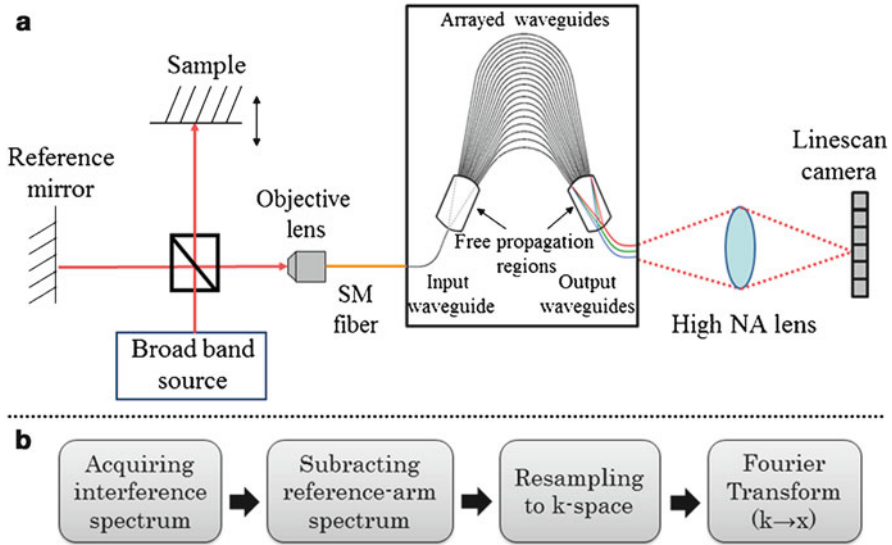 a
Arrayed waveguides
Sample
Reference
mirror
Objective
lens
Linescan
camera
Free propagation
regions
SM
fiber
Input
waveguide
Output
waveguides
High NA lens
Broad band
source
b
Acquiring
interference
spectrum
Subracting
reference-arm
spectrum
Resampling
to k-space
Fourier
Transform
(k→x)